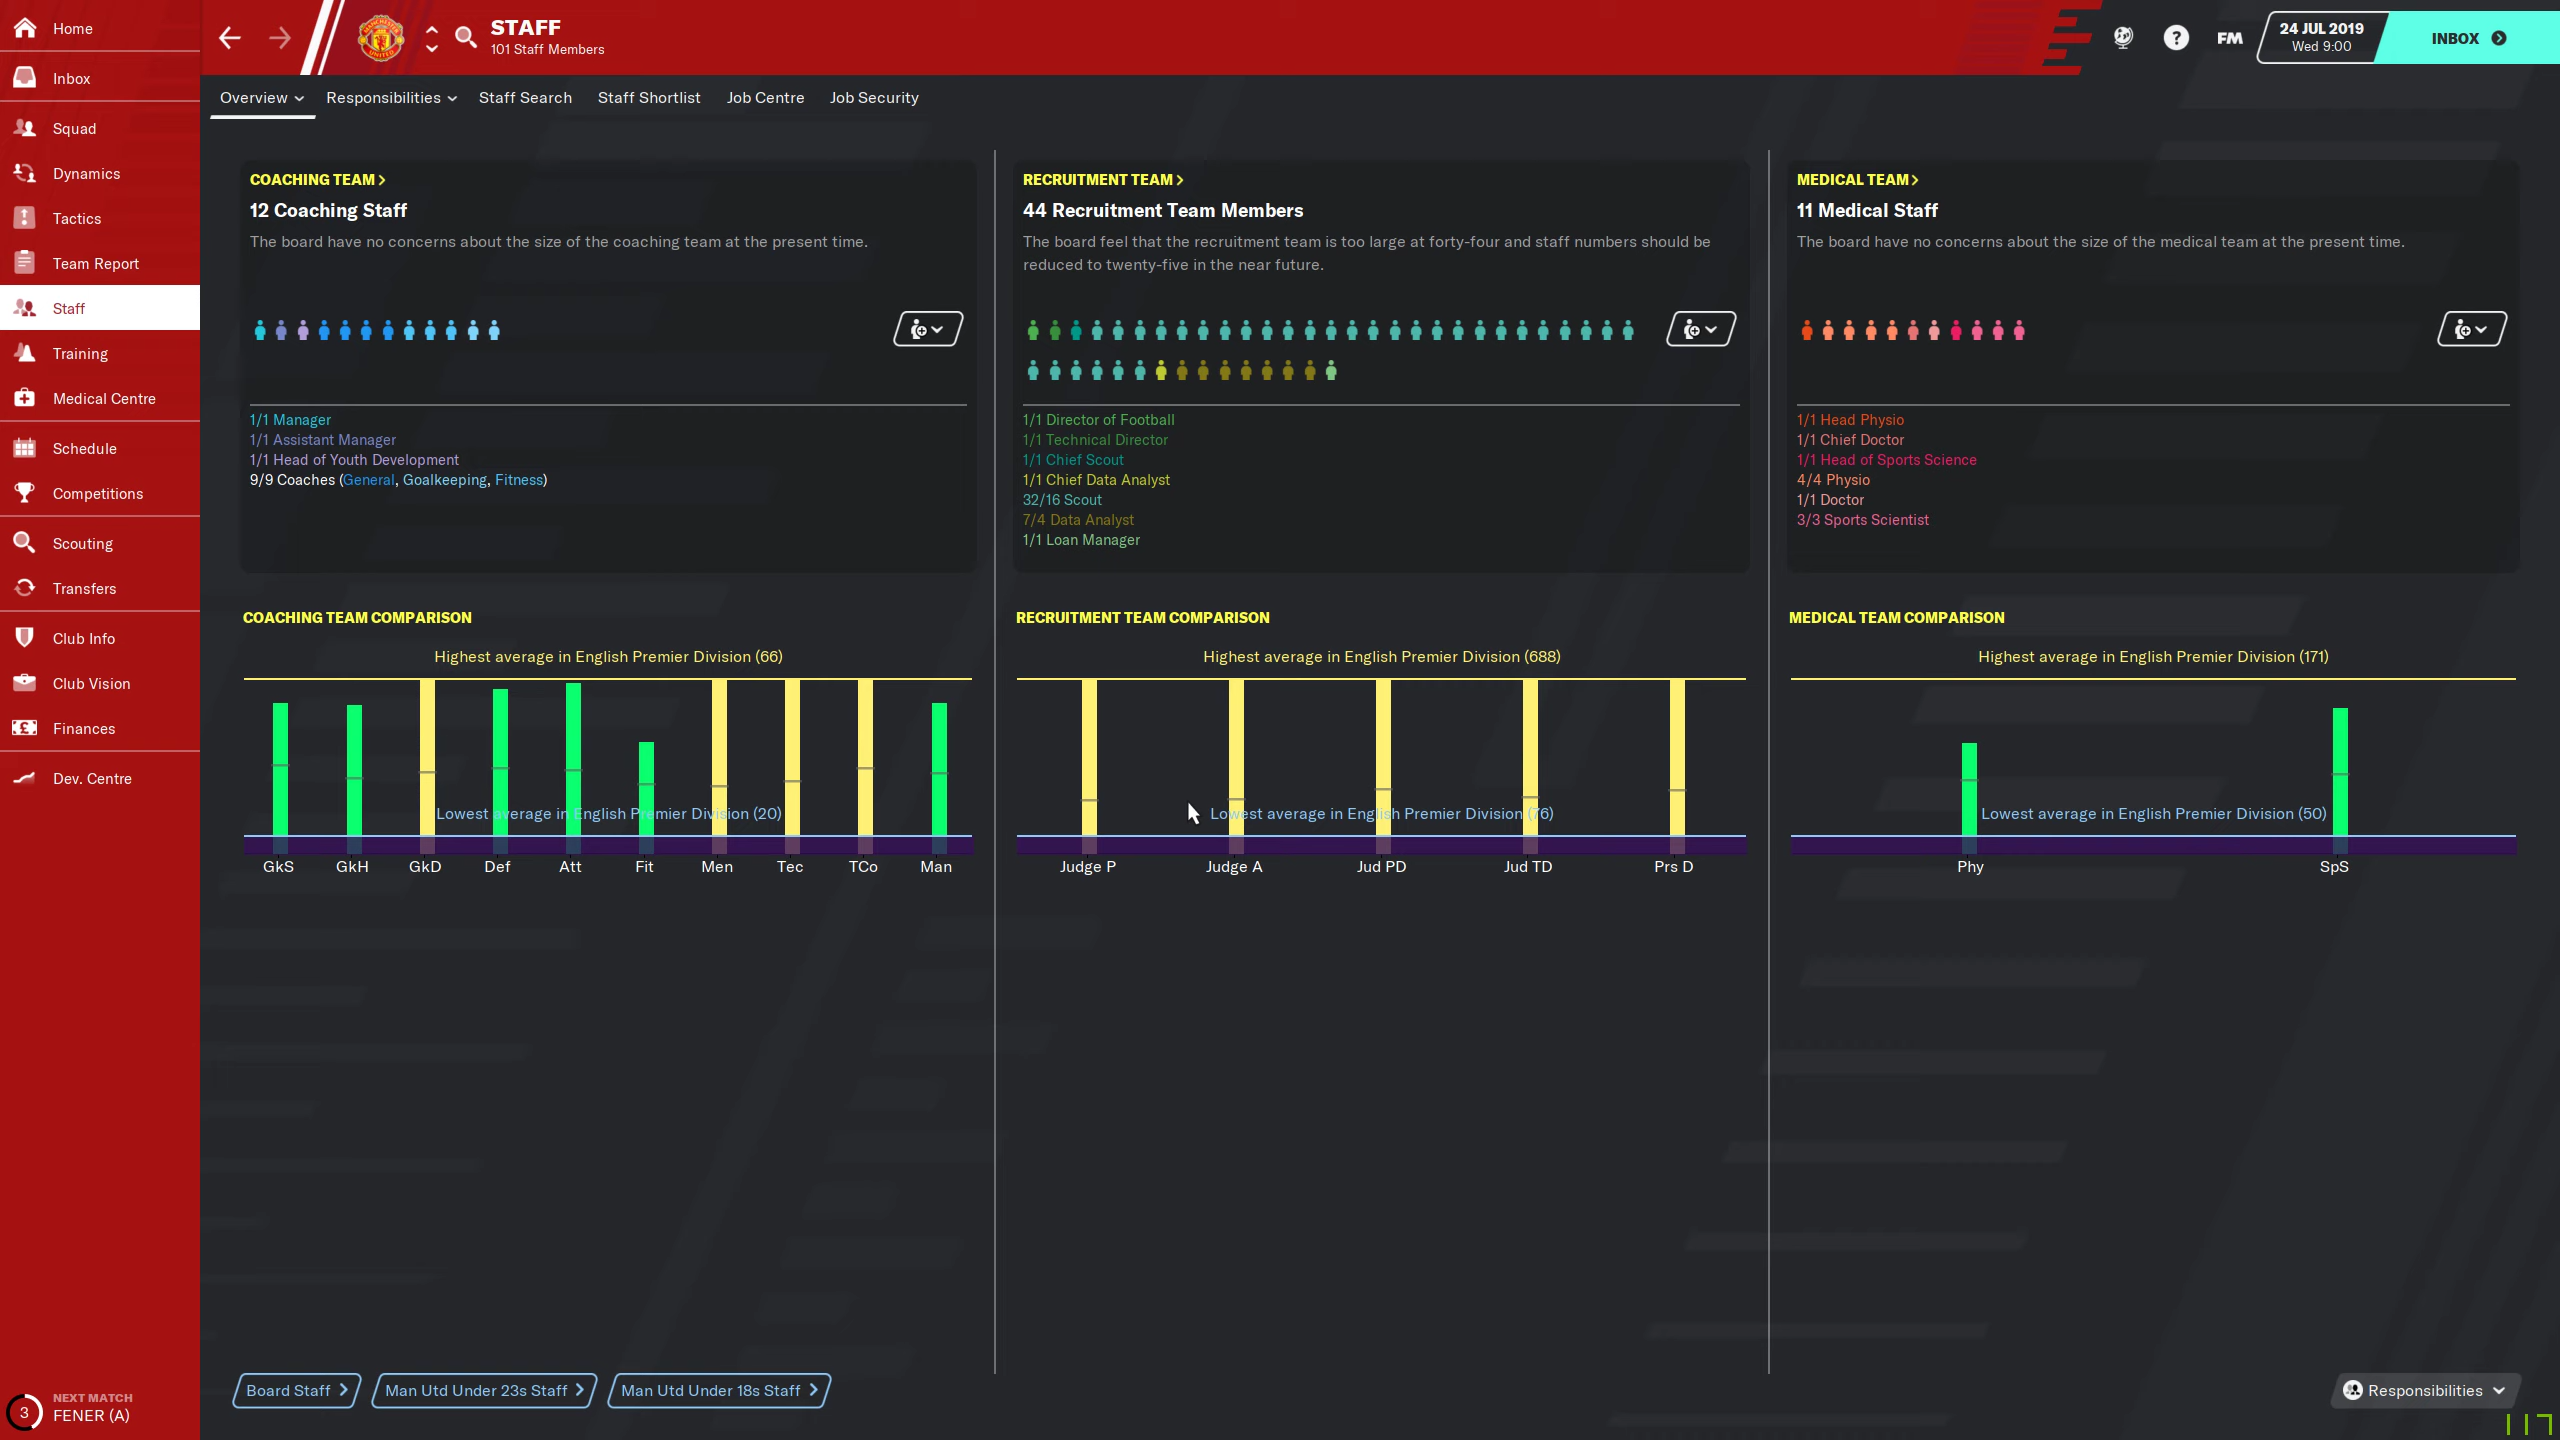 Home
Inbox
Squad
Dynamics
Tactics
Team Report
Staff
Training
Medical Centre
Schedule
Competitions
Scouting
Transfers
Club Info
Club Vision
Finances
Dev. Centre
3
NEXT MATCH
FENER (A)
STAFF
101 Staff Members
?
FM
24 JUL 2019
Wed 9:00
INBOX
Overview
Responsibilities
Staff Search
Staff Shortlist
Job Centre
Job Security
COACHING TEAM
12 Coaching Staff
The board have no concerns about the size of the coaching team at the present time.
1/1 Manager
1/1 Assistant Manager
1/1 Head of Youth Development
9/9 Coaches (General, Goalkeeping, Fitness)
RECRUITMENT TEAM
44 Recruitment Team Members
The board feel that the recruitment team is too large at forty-four and staff numbers should be
reduced to twenty-five in the near future.
1/1 Director of Football
1/1 Technical Director
1/1 Chief Scout
1/1 Chief Data Analyst
32/16 Scout
7/4 Data Analyst
1/1 Loan Manager
MEDICAL TEAM
11 Medical Staff
The board have no concerns about the size of the medical team at the present time.
1/1 Head Physio
1/1 Chief Doctor
1/1 Head of Sports Science
4/4 Physio
1/1 Doctor
3/3 Sports Scientist
COACHING TEAM COMPARISON
Highest average in English Premier Division (66)
Lowest average in English Premier Division (20)
GkS GkH GkD Def Att Fit Men Tec TCo Man
RECRUITMENT TEAM COMPARISON
Highest average in English Premier Division (688)
Lowest average in English Premier Division (76)
Judge P Judge A Jud PD Jud TD Prs D
MEDICAL TEAM COMPARISON
Highest average in English Premier Division (171)
Lowest average in English Premier Division (50)
Phy SpS
Board Staff
Man Utd Under 23s Staff
Man Utd Under 18s Staff
Responsibilities
117